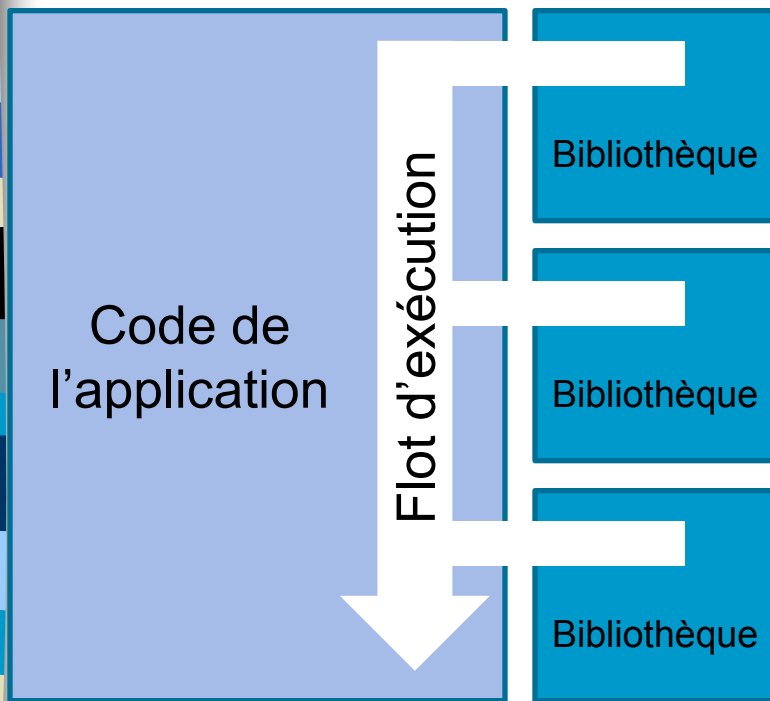 Code de
l’application
Flot d’exécution
Bibliothèque
Bibliothèque
Bibliothèque